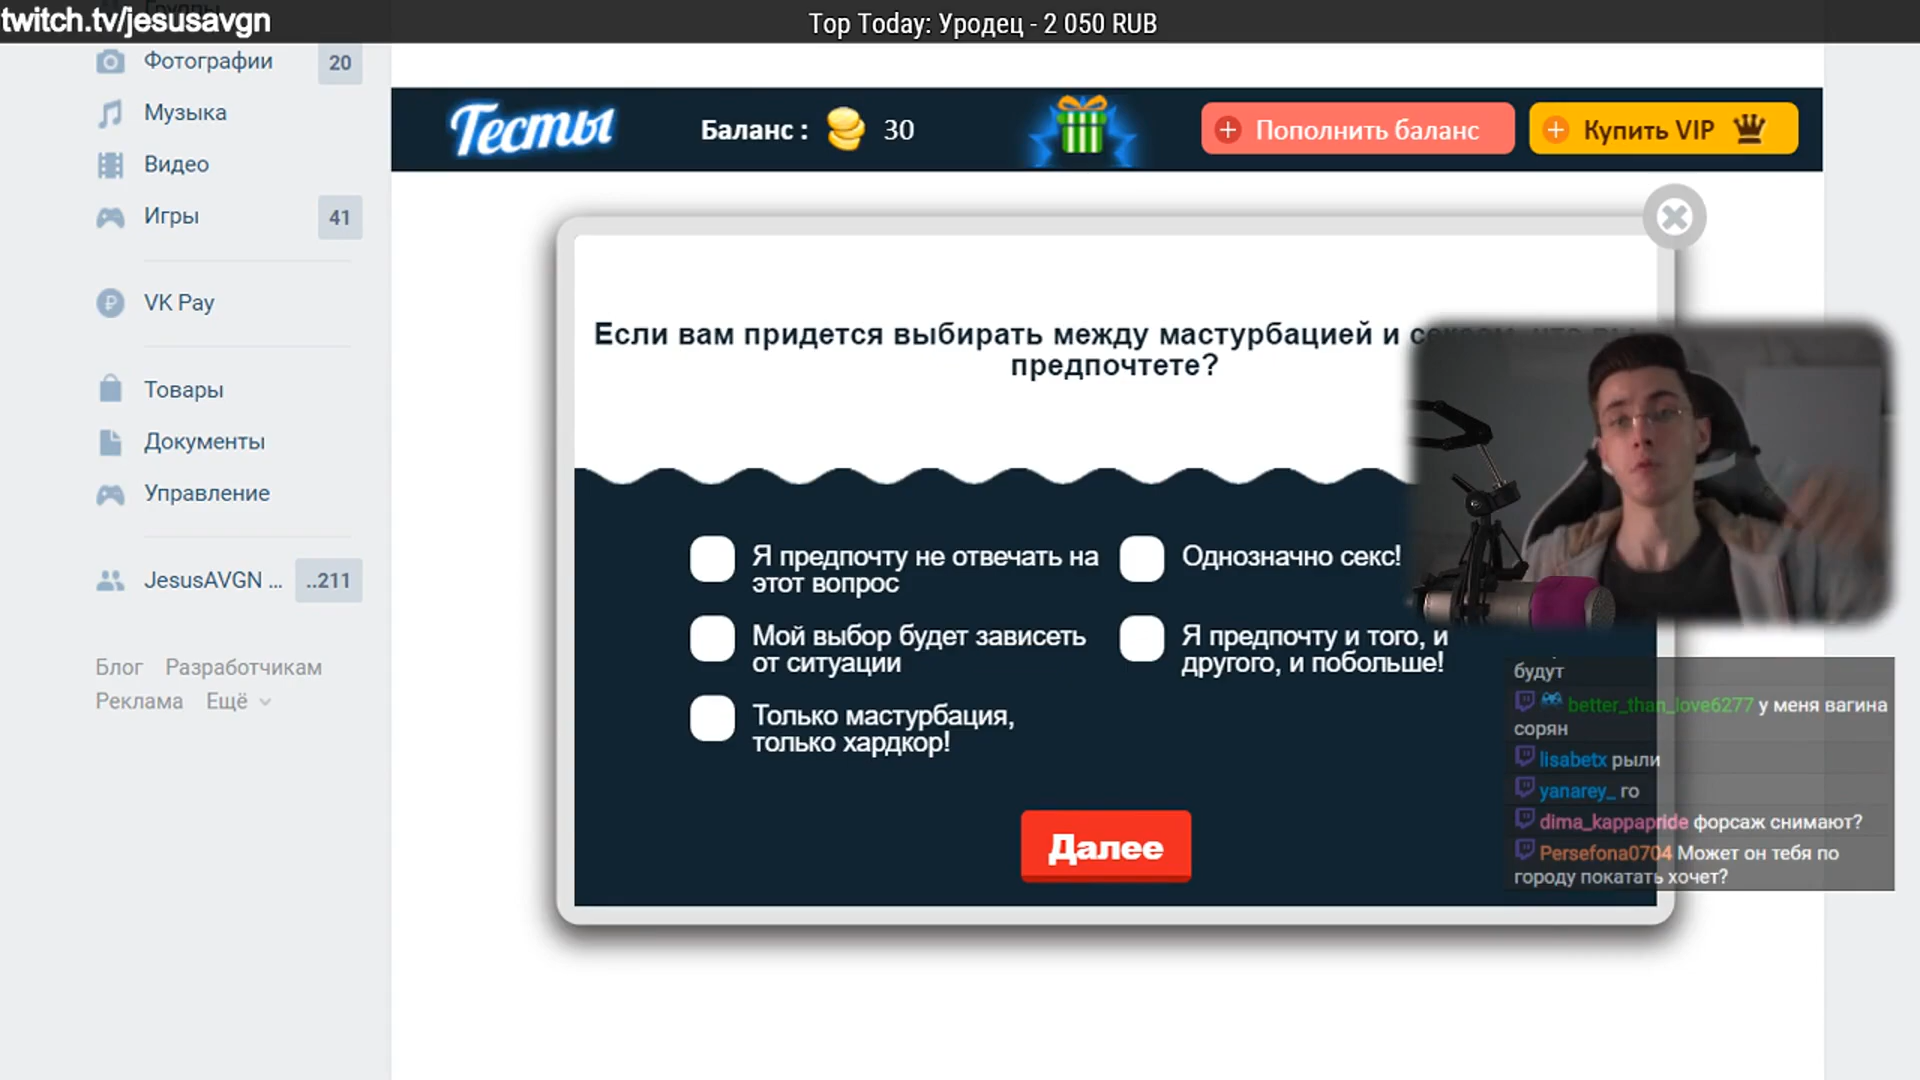 twitch.tv/jesusavgn
Top Today: Уродец - 2 050 RUB
Фотографии 20
Музыка
Видео
Игры 41
VK Pay
Товары
Документы
Управление
JesusAVGN ... ..211
Блог Разработчикам
Реклама Ещё
Тесты
Баланс : 30
Пополнить баланс
Купить VIP
Если вам придется выбирать между мастурбацией и
предпочтете?
Я предпочту не отвечать на
этот вопрос
Однозначно секс!
Мой выбор будет зависеть
от ситуации
Я предпочту и того, и
другого, и побольше!
Только мастурбация,
только хардкор!
Далее
будут
better_than_love6277 у меня вагина
сорян
lisabetx рыли
yanarey_ го
dima_kappapride форсаж снимают?
Persefona0704 Может он тебя по
городу покатать хочет?